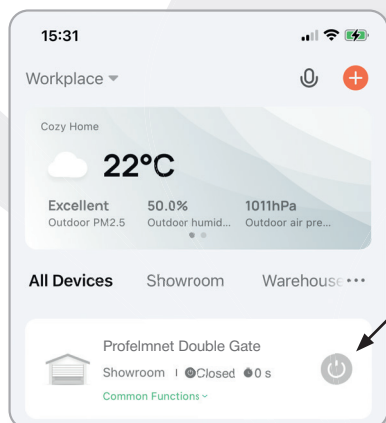 15:31
Workplace
Cozy Home
22°C
Excellent 50.0% 1011hPa
Outdoor PM2.5 Outdoor humid... Outdoor air pre...
All Devices Showroom Warehouse ...
Profelmnet Double Gate
Showroom Closed 0 s
Common Functions